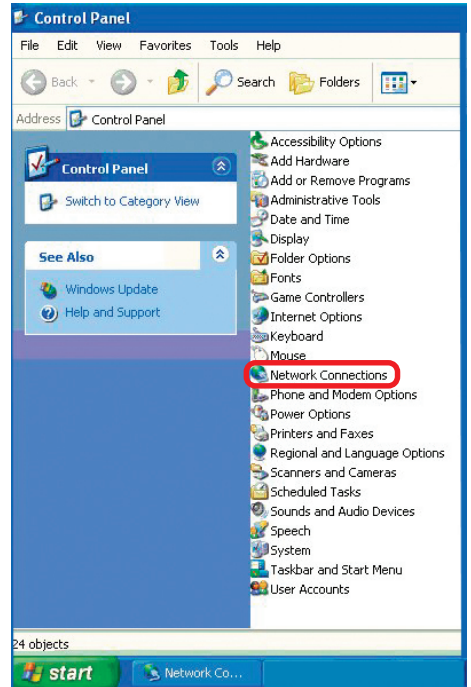 Control Panel
File Edit View Favorites Tools Help
Back Search Folders
Address Control Panel
Control Panel
Switch to Category View
See Also
Windows Update
Help and Support
Accessibility Options
Add Hardware
Add or Remove Programs
Administrative Tools
Date and Time
Display
Folder Options
Fonts
Game Controllers
Internet Options
Keyboard
Mouse
Network Connections
Phone and Modem Options
Power Options
Printers and Faxes
Regional and Language Options
Scanners and Cameras
Scheduled Tasks
Sounds and Audio Devices
Speech
System
Taskbar and Start Menu
User Accounts
24 objects
start Network Co...